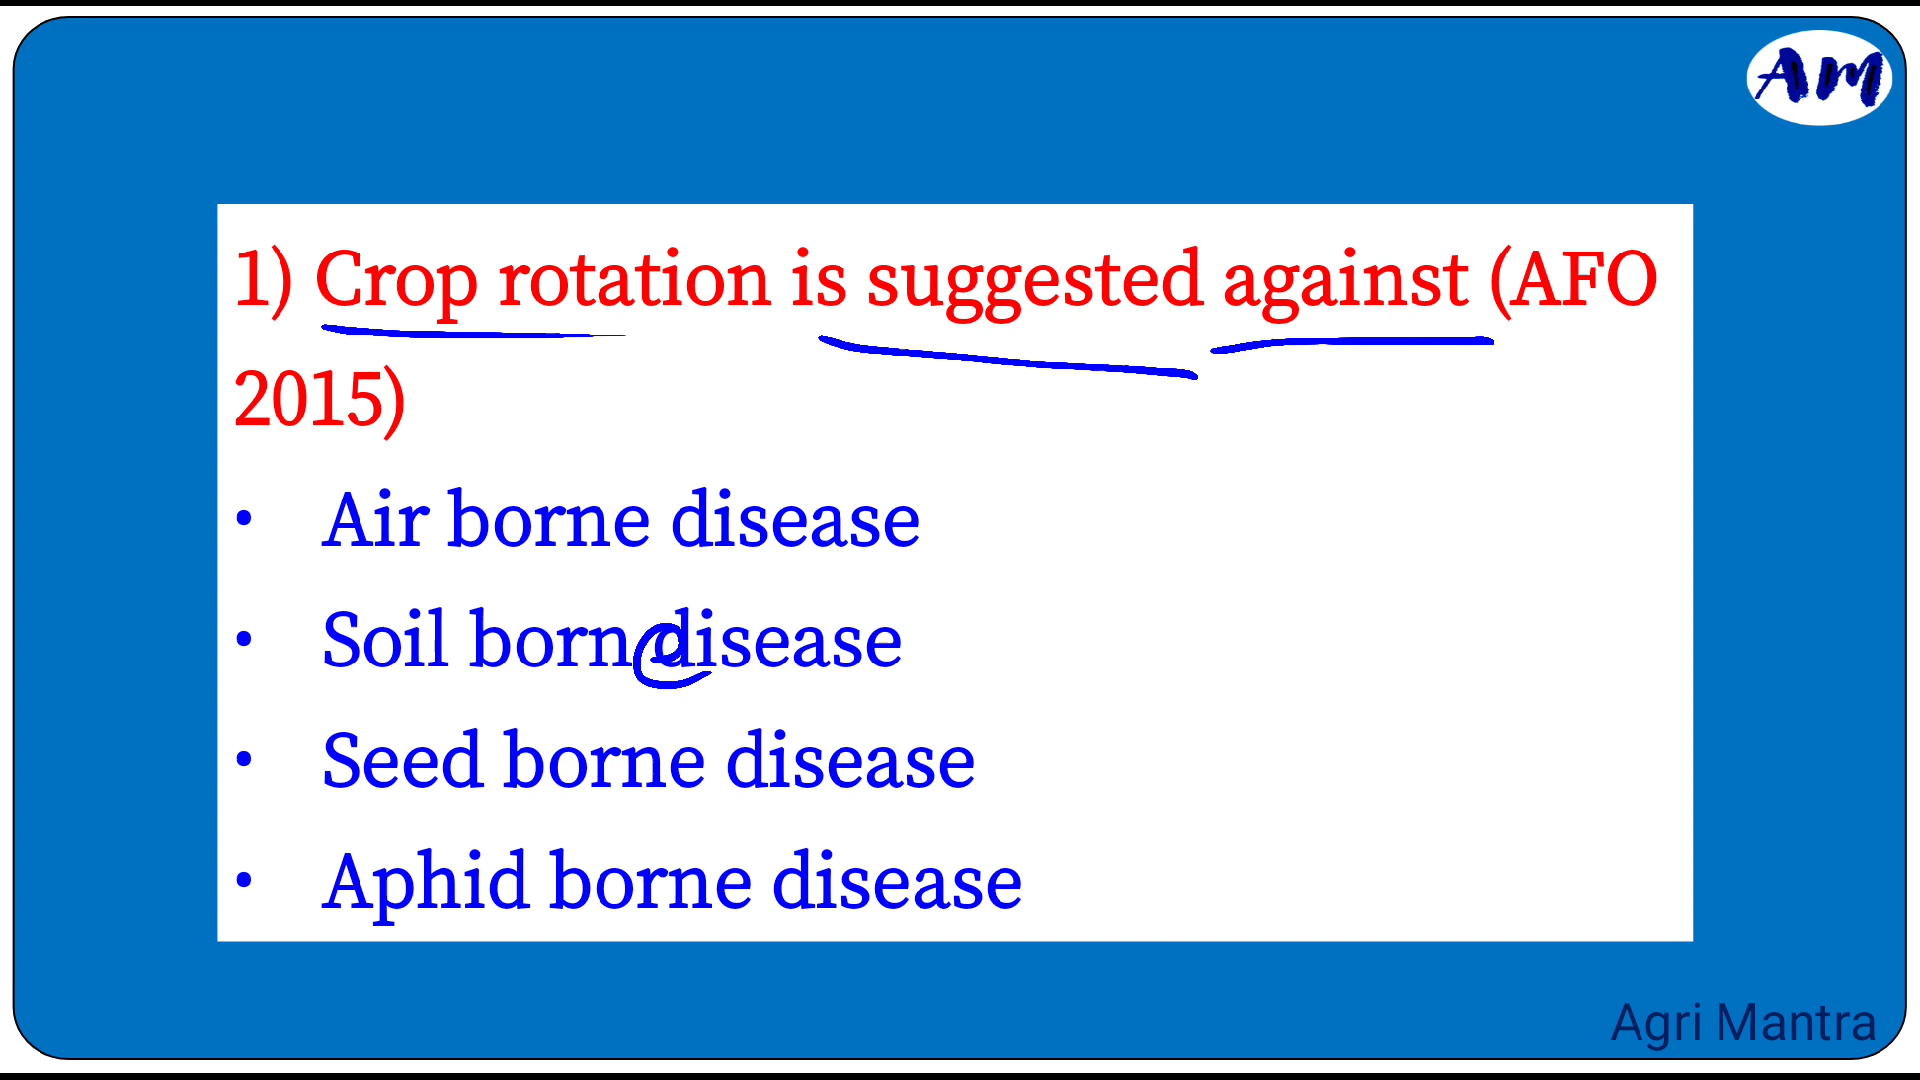 AM
1) Crop rotation is suggested against (AFO
2015)
• Air borne disease
• Soil born e disease
• Seed borne disease
• Aphid borne disease
Agri Mantra